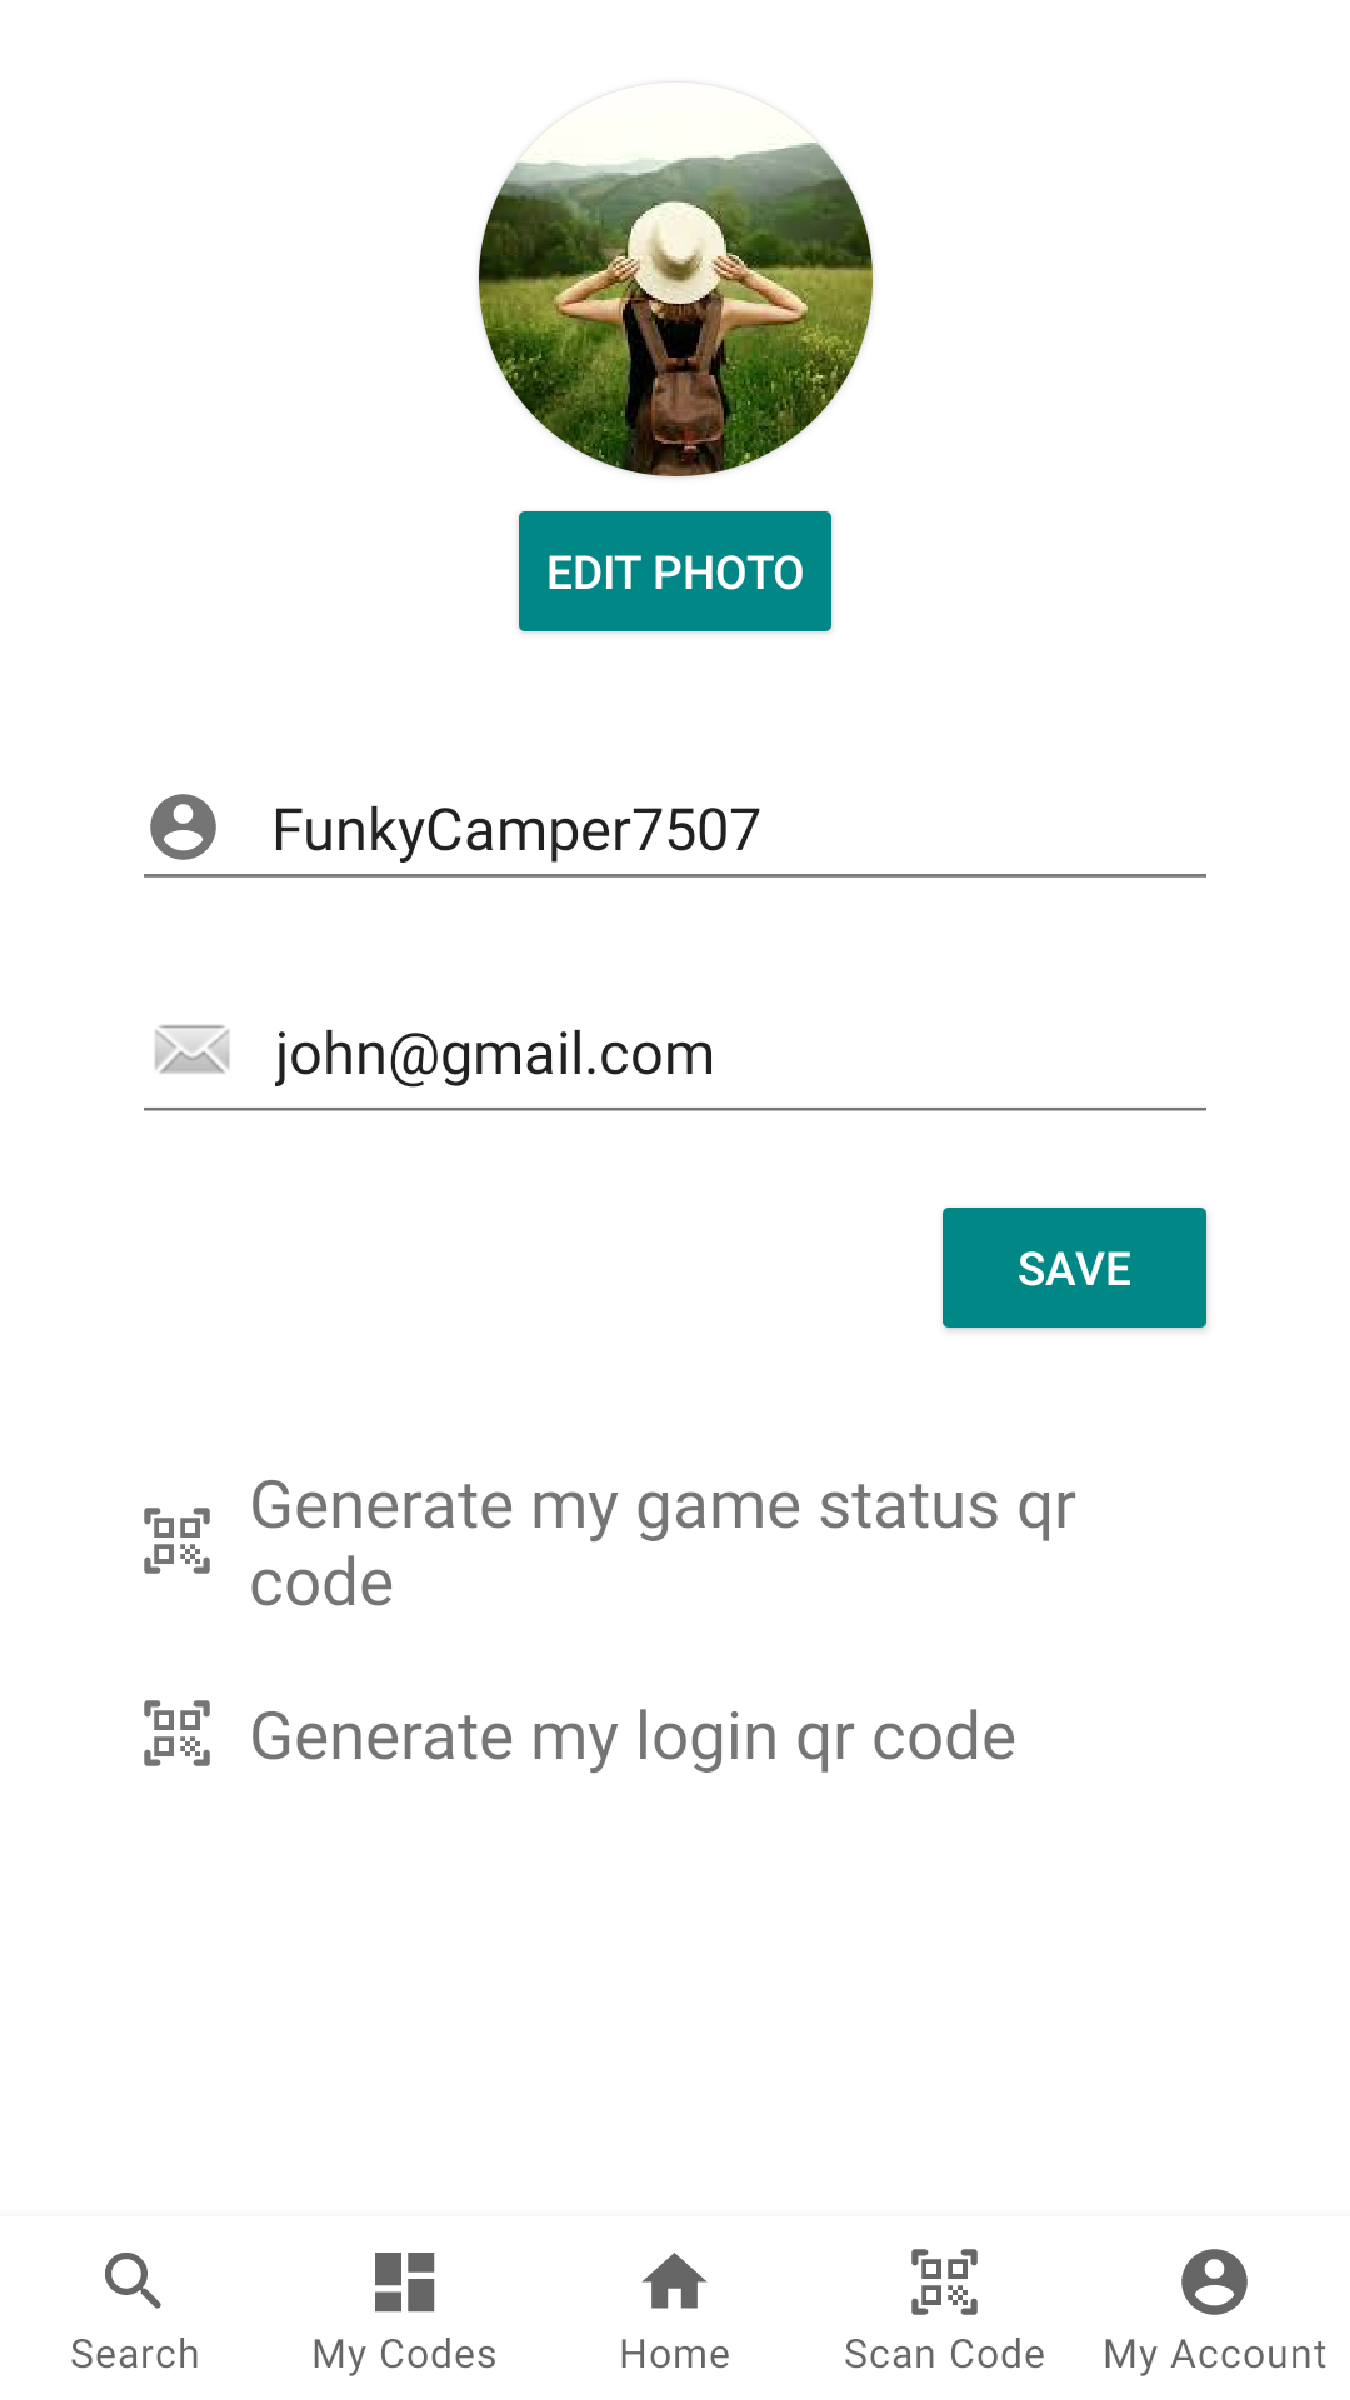 EDIT PHOTO
FunkyCamper7507
john@gmail.com
SAVE
Generate my game status qr
code
Generate my login qr code
Search
My Codes
Home
Scan Code
My Account